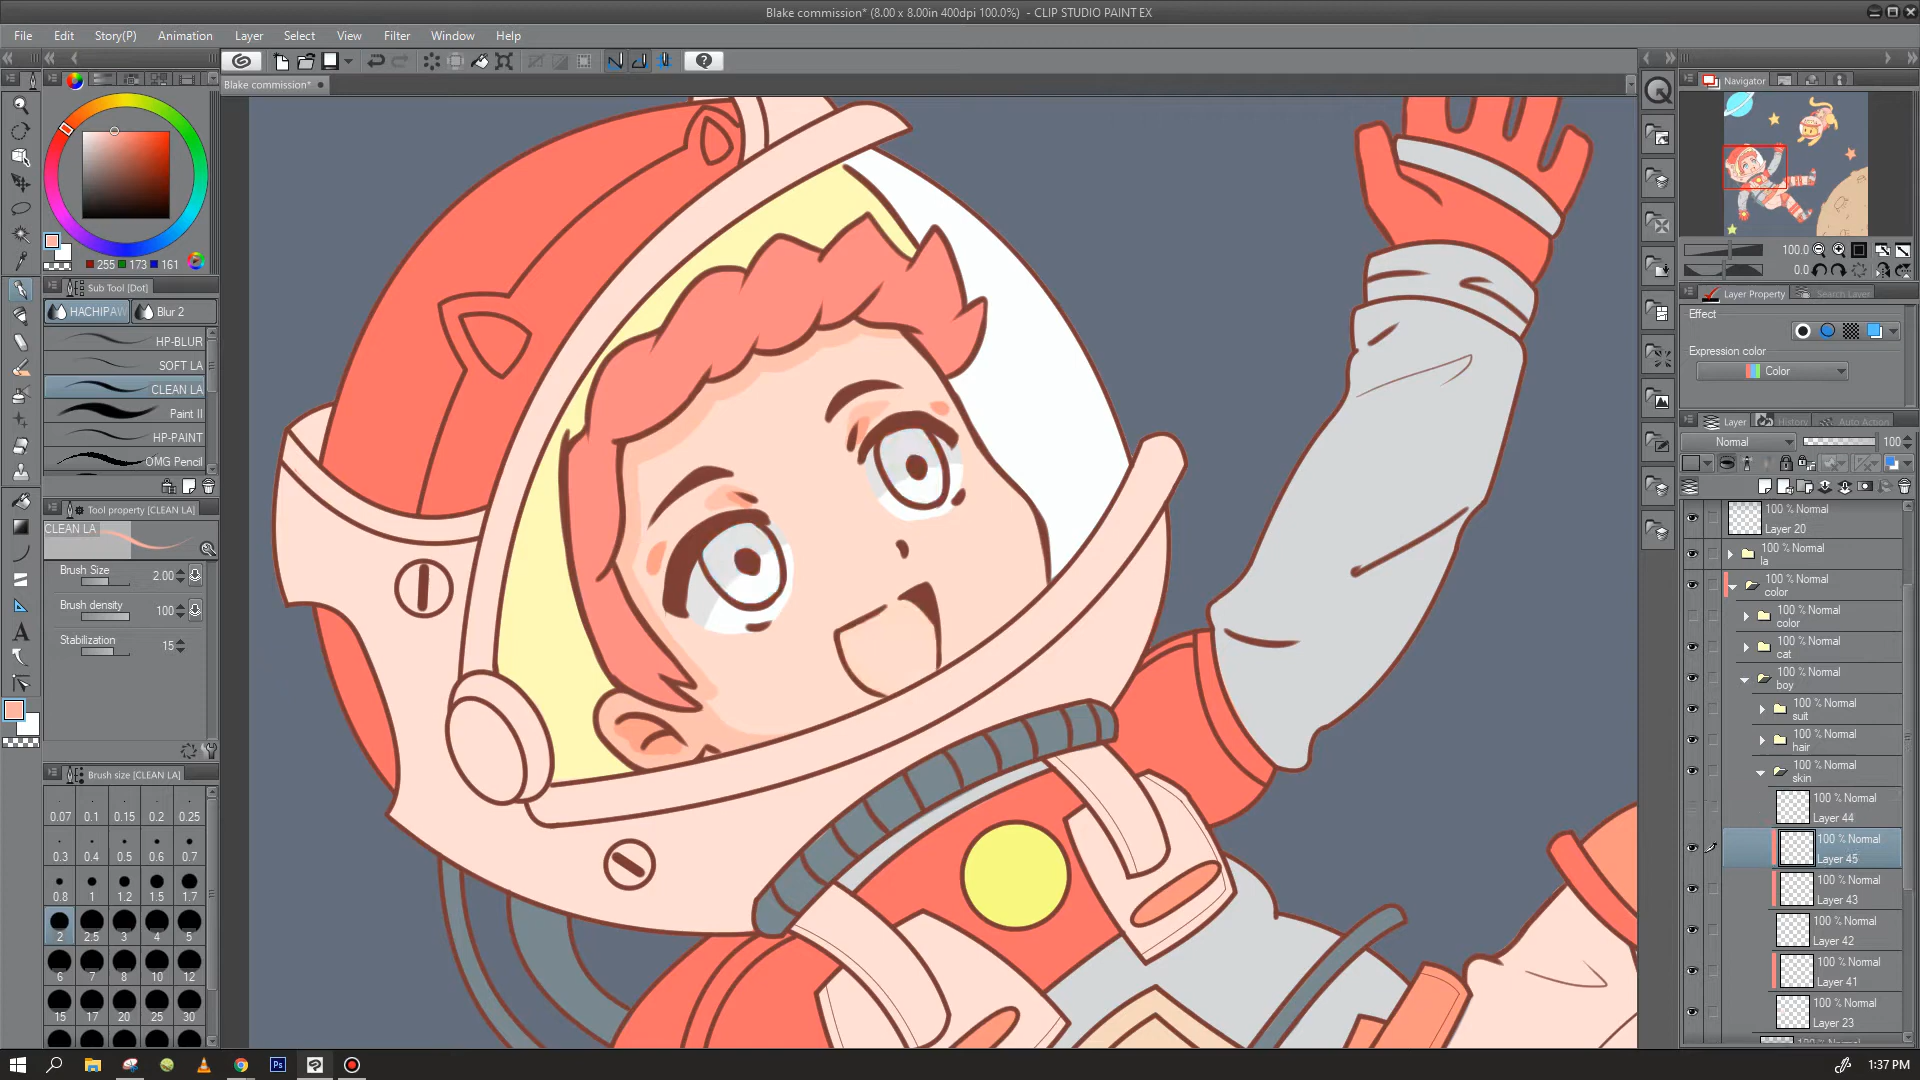 Blake commission* (8.00 x 8.00in 400dpi 100.0%) - CLIP STUDIO PAINT EX
File Edit Story(P) Animation Layer Select View Filter Window Help
Blake commission*
Navigator
255 173 161
100.0
0.0
Sub Tool [Dot]
HACHIPAW Blur 2
HP-BLUR
SOFT LA
CLEAN LA
Paint II
HP-PAINT
OMG Pencil
Tool property [CLEAN LA]
CLEAN LA
Brush Size 2.00
Brush density 100
Stabilization 15
Brush size [CLEAN LA]
0.07 0.1 0.15 0.2 0.25
0.3 0.4 0.5 0.6 0.7
0.8 1 1.2 1.5 1.7
2 2.5 3 4 5
6 7 8 10 12
15 17 20 25 30
Layer Property Search Layer
Effect
Expression color
Color
Layer History Auto Action
Normal 100
100 % Normal
Layer 20
100 % Normal
la
100 % Normal
color
100 % Normal
color
100 % Normal
cat
100 % Normal
boy
100 % Normal
suit
100 % Normal
hair
100 % Normal
skin
100 % Normal
Layer 44
100 % Normal
Layer 45
100 % Normal
Layer 43
100 % Normal
Layer 42
100 % Normal
Layer 41
100 % Normal
Layer 23
Ps
1:37 PM